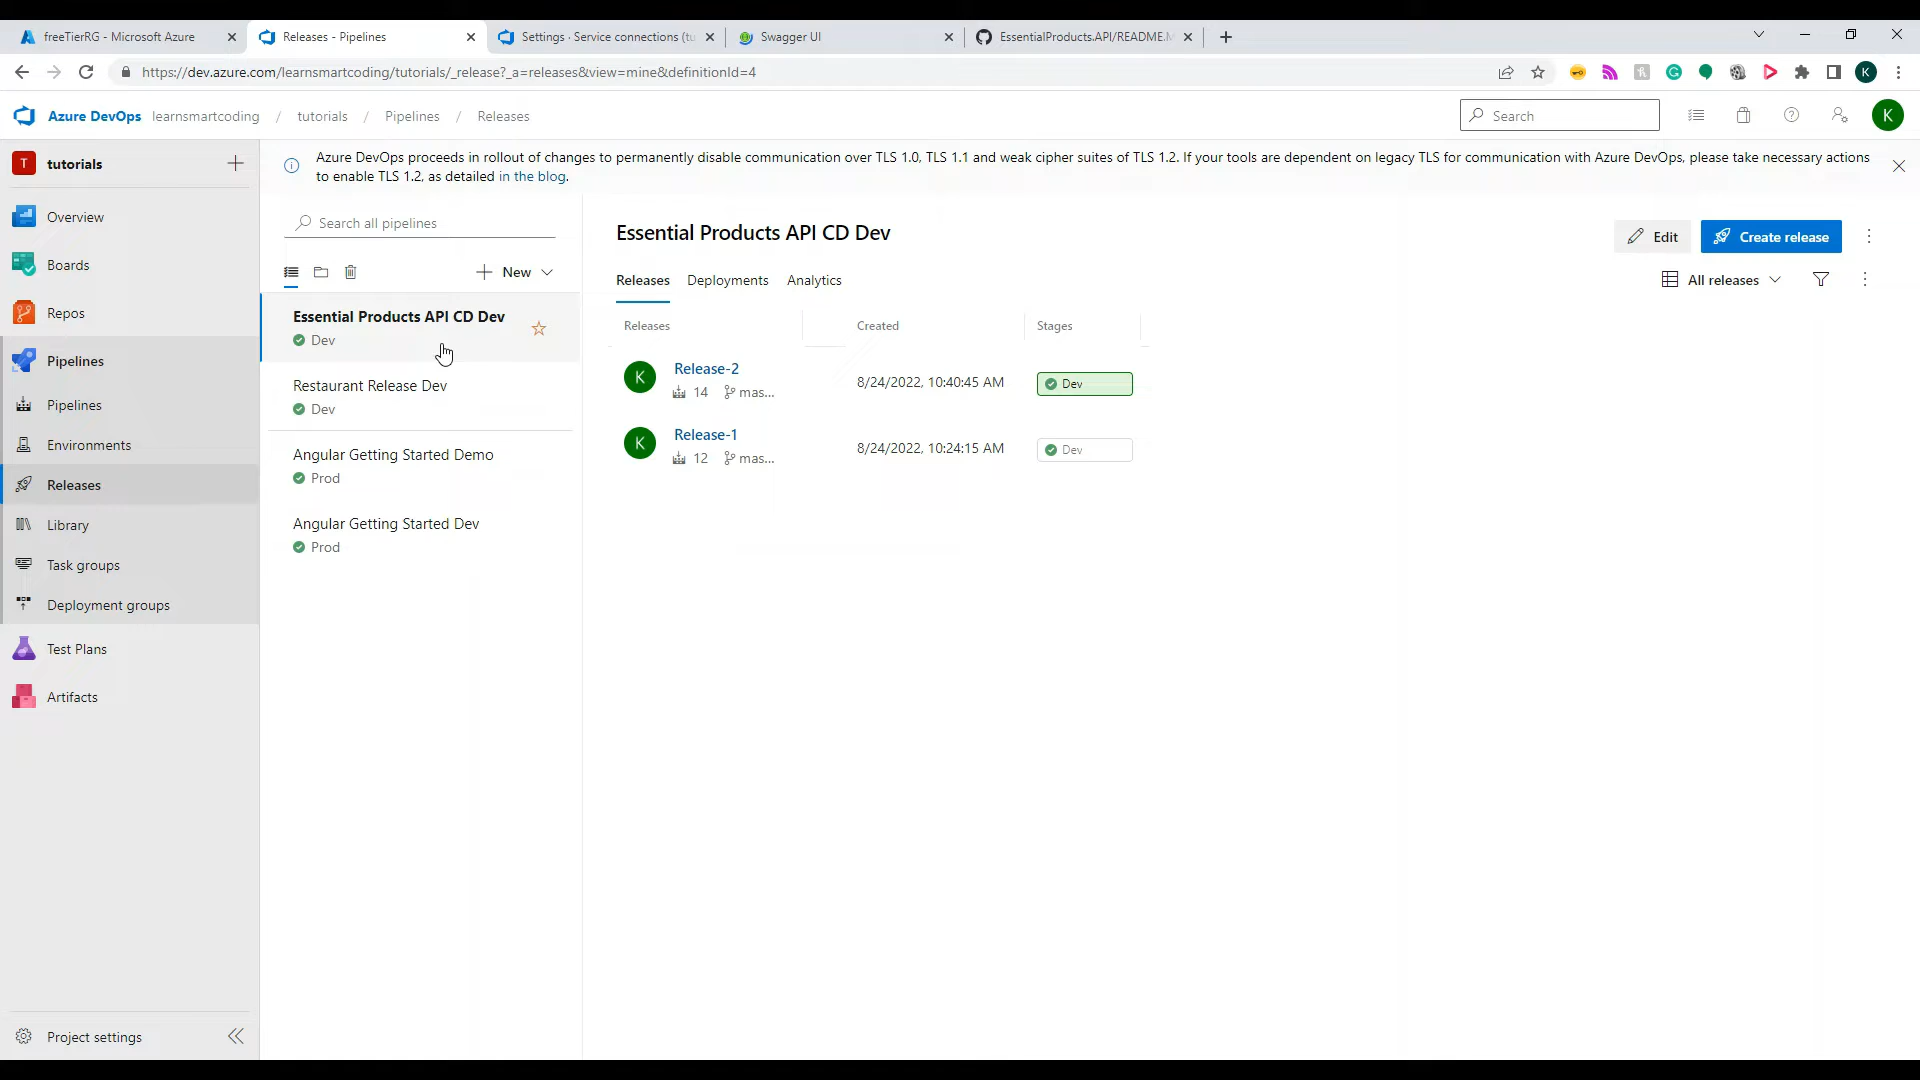 freeTierRG - Microsoft Azure
Releases - Pipelines
Settings · Service connections (tu
Swagger UI
EssentialProducts.API/README.M
https://dev.azure.com/learnsmartcoding/tutorials/_release?_a=releases&view=mine&definitionId=4
K
Azure DevOps learnsmartcoding / tutorials / Pipelines / Releases
Search
K
T tutorials
Azure DevOps proceeds in rollout of changes to permanently disable communication over TLS 1.0, TLS 1.1 and weak cipher suites of TLS 1.2. If your tools are dependent on legacy TLS for communication with Azure DevOps, please take necessary actions
to enable TLS 1.2, as detailed in the blog.
Overview
Boards
Repos
Pipelines
Pipelines
Environments
Releases
Library
Task groups
Deployment groups
Test Plans
Artifacts
Project settings
Search all pipelines
New
Essential Products API CD Dev
Dev
Restaurant Release Dev
Dev
Angular Getting Started Demo
Prod
Angular Getting Started Dev
Prod
Essential Products API CD Dev
Edit
Create release
Releases Deployments Analytics
All releases
Releases Created Stages
K Release-2
14 mas...
8/24/2022, 10:40:45 AM
Dev
K Release-1
12 mas...
8/24/2022, 10:24:15 AM
Dev